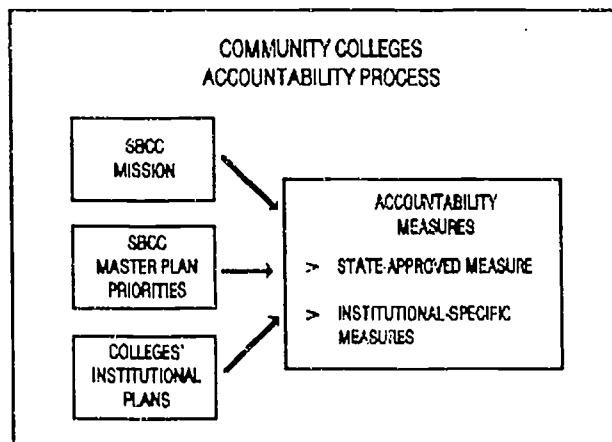 COMMUNITY COLLEGES
ACCOUNTABILITY PROCESS
SBCC
MISSION
SBCC
MASTER PLAN
PRIORITIES
COLLEGES'
INSTITUTIONAL
PLANS
ACCOUNTABILITY
MEASURES
> STATE-APPROVED MEASURE
> INSTITUTIONAL-SPECIFIC
MEASURES